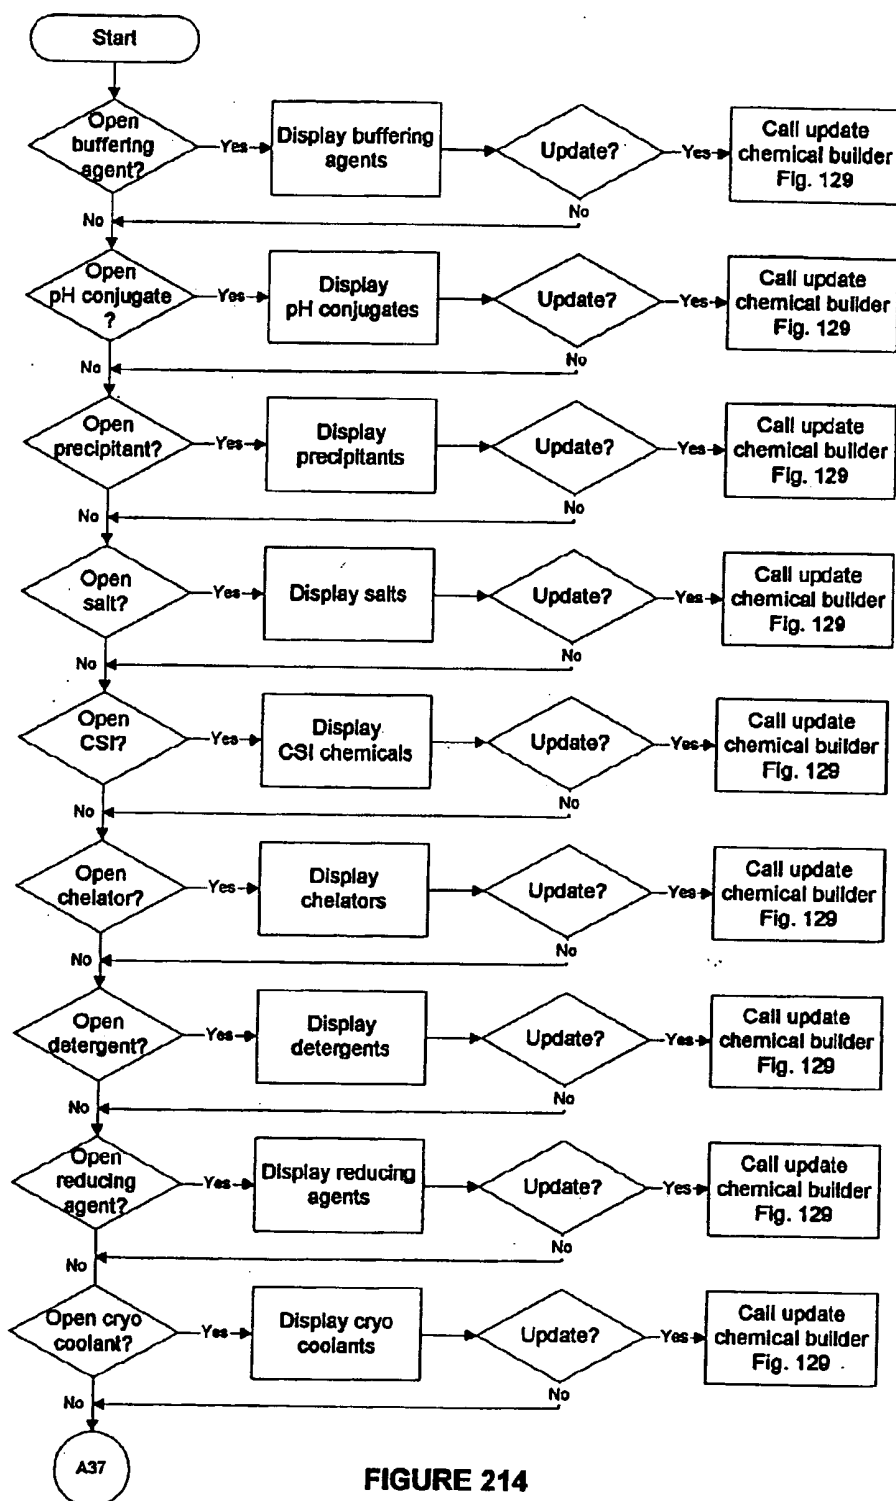 Start
Open
buffering
agent?
Yes
Display buffering
agents
Update?
Yes
Call update
chemical builder
Fig. 129
No
No
Open
pH conjugate
?
Yes
Display
pH conjugates
Update?
Yes
Call update
chemical builder
Fig. 129
No
No
Open
precipitant?
Yes
Display
precipitants
Update?
Yes
Call update
chemical builder
Fig. 129
No
No
Open
salt?
Yes
Display salts
Update?
Yes
Call update
chemical builder
Fig. 129
No
No
Open
CSI?
Yes
Display
CSI chemicals
Update?
Yes
Call update
chemical builder
Fig. 129
No
No
Open
chelator?
Yes
Display
chelators
Update?
Yes
Call update
chemical builder
Fig. 129
No
No
Open
detergent?
Yes
Display
detergents
Update?
Yes
Call update
chemical builder
Fig. 129
No
No
Open
reducing
agent?
Yes
Display reducing
agents
Update?
Yes
Call update
chemical builder
Fig. 129
No
No
Open cryo
coolant?
Yes
Display cryo
coolants
Update?
Yes
Call update
chemical builder
Fig. 129
No
No
A37
FIGURE 214